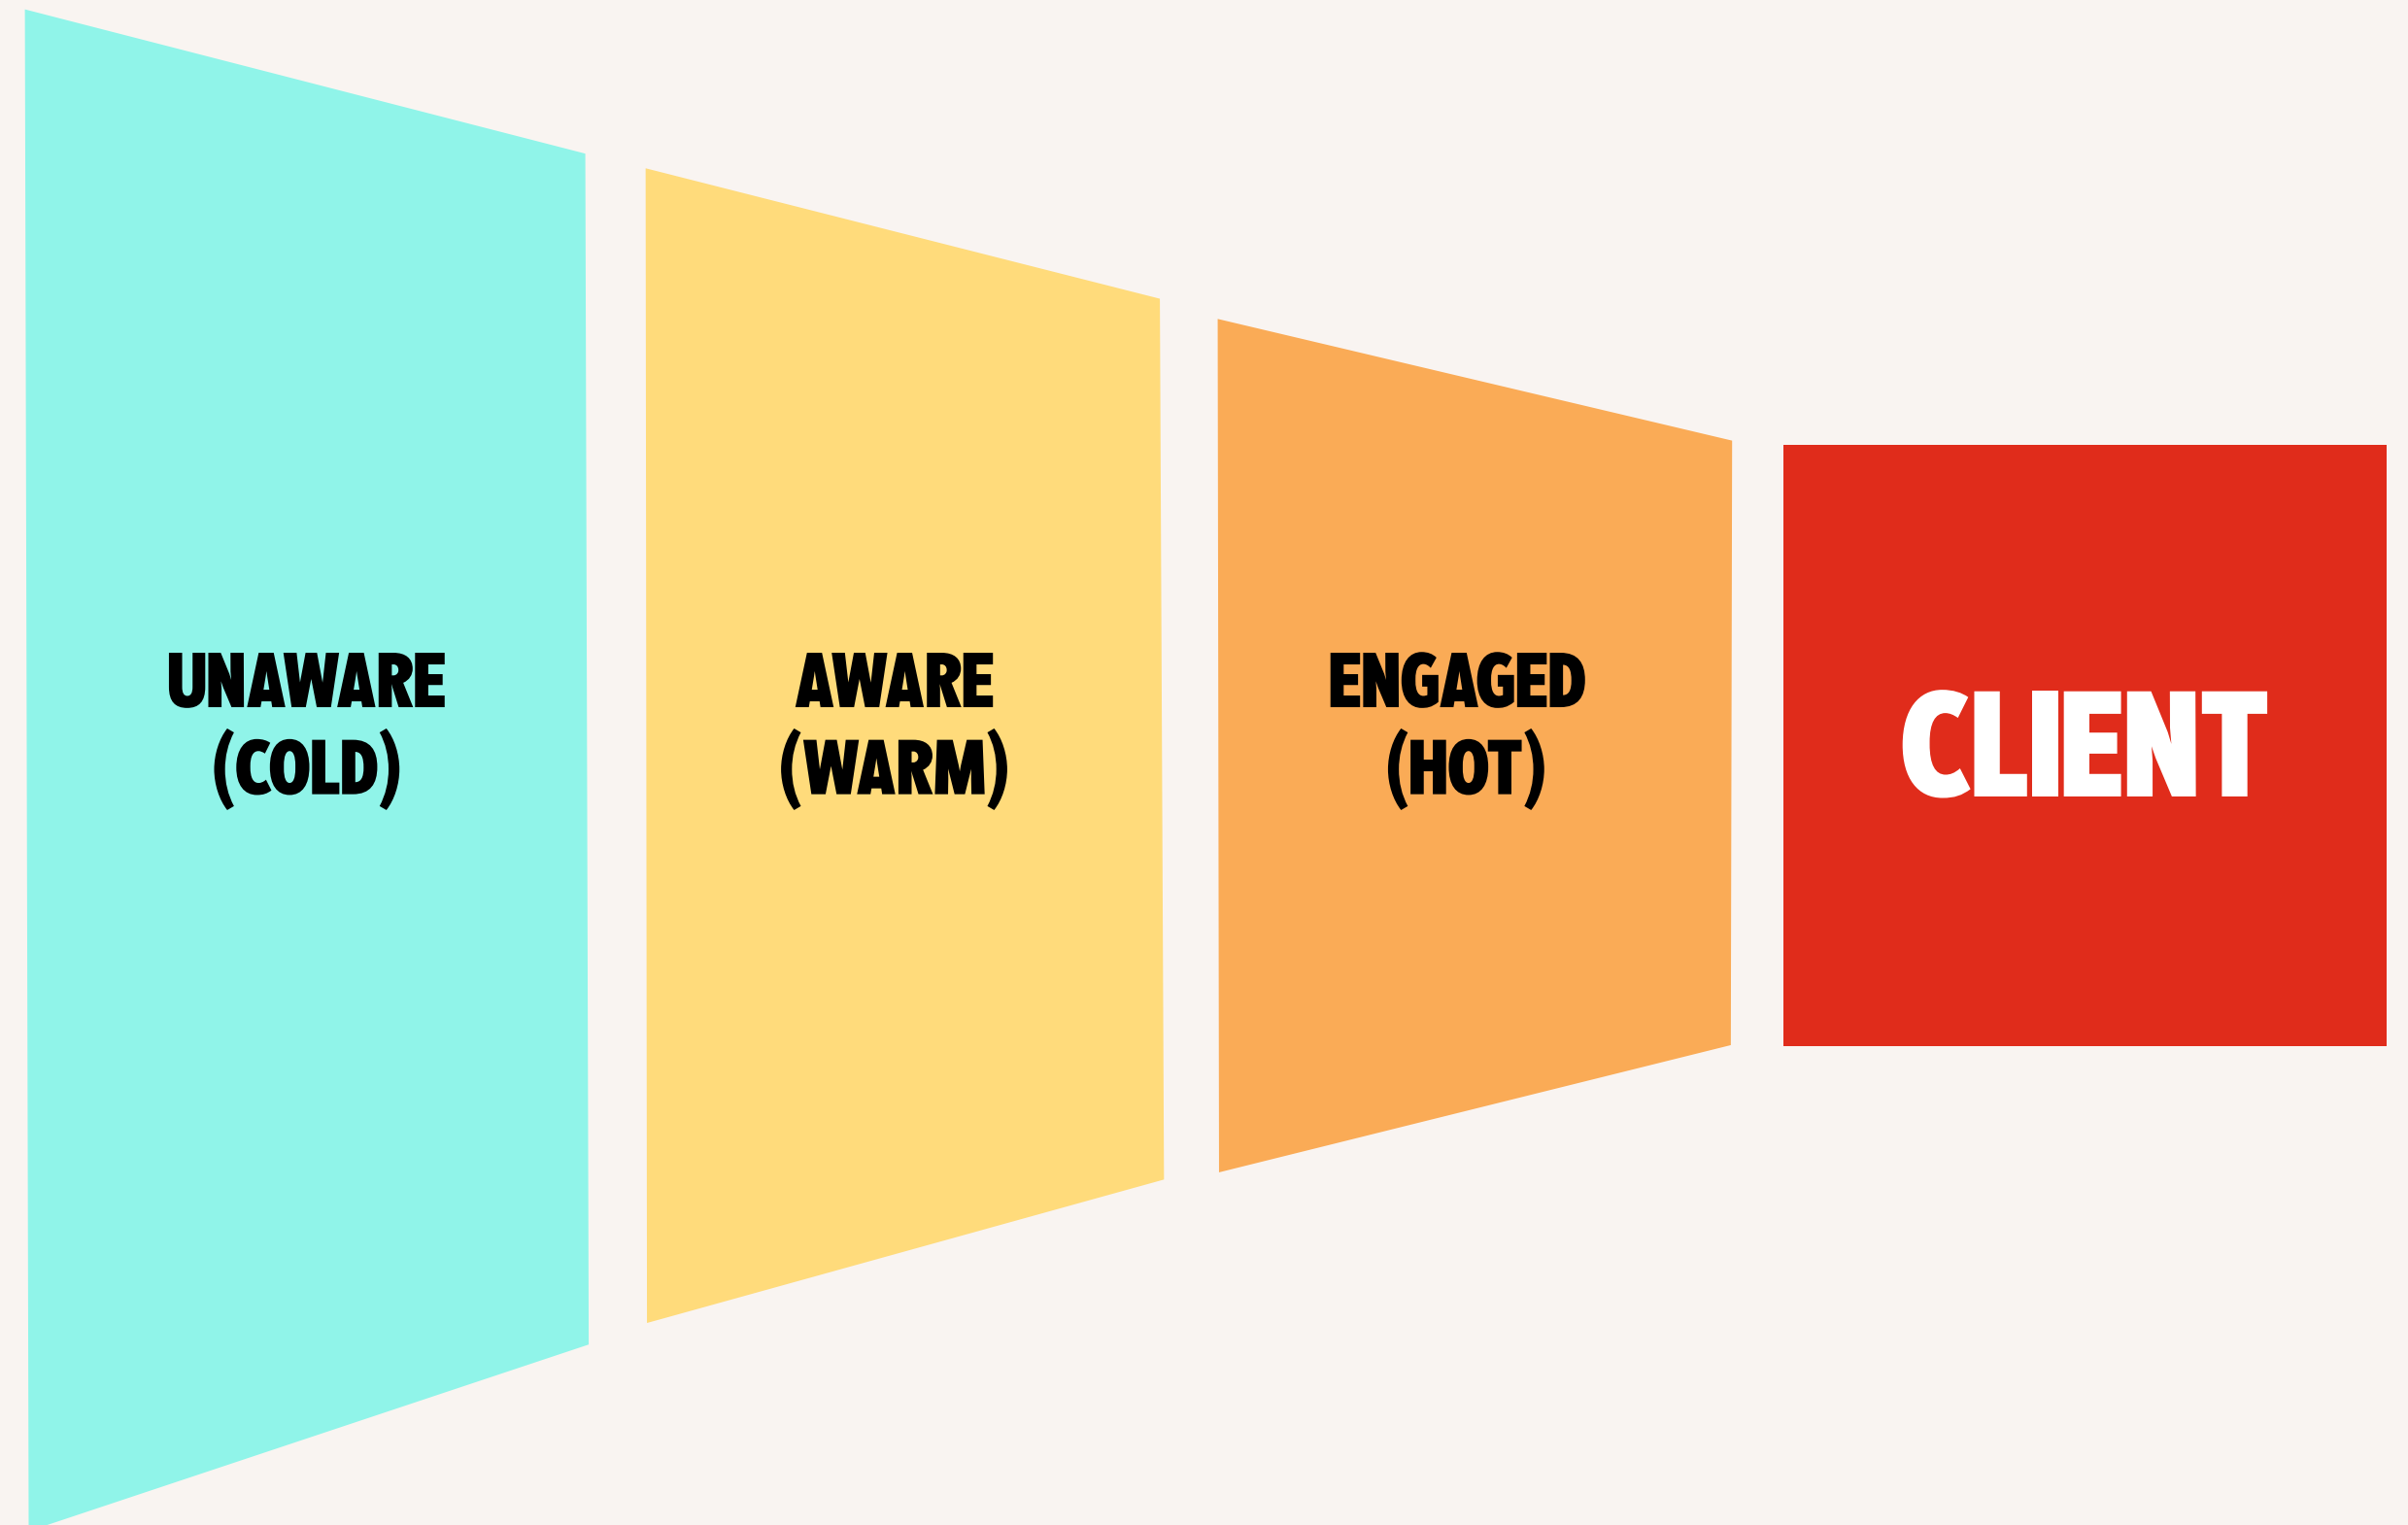 UNAWARE
(COLD)
AWARE
(WARM)
ENGAGED
(HOT)
CLIENT